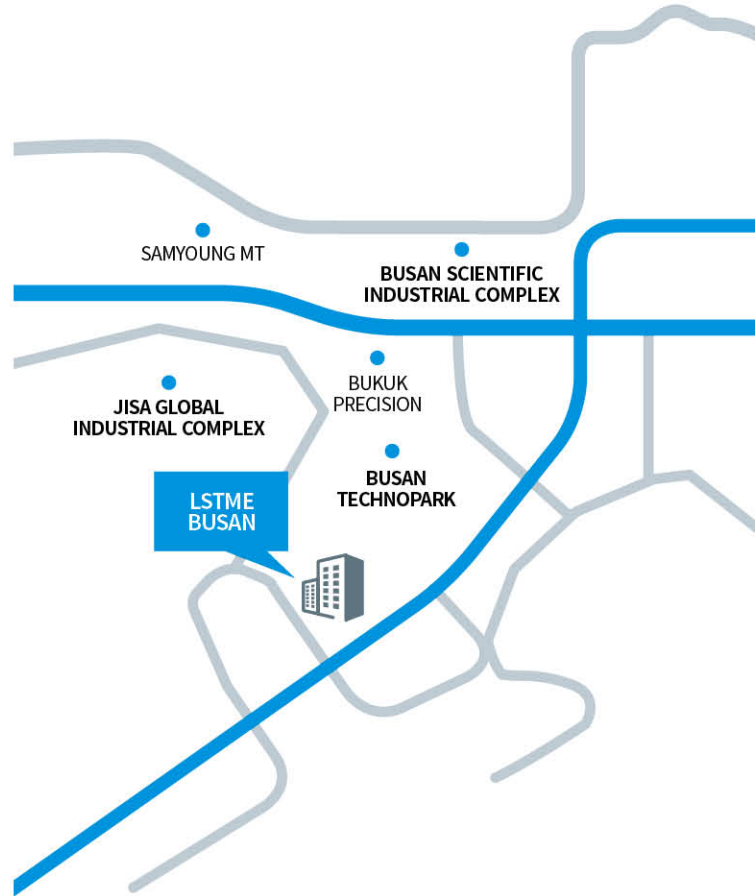 SAMYOUNG MT
BUSAN SCIENTIFIC
INDUSTRIAL COMPLEX
BUKUK
PRECISION
JISA GLOBAL
INDUSTRIAL COMPLEX
BUSAN
TECHNOPARK
LSTME
BUSAN